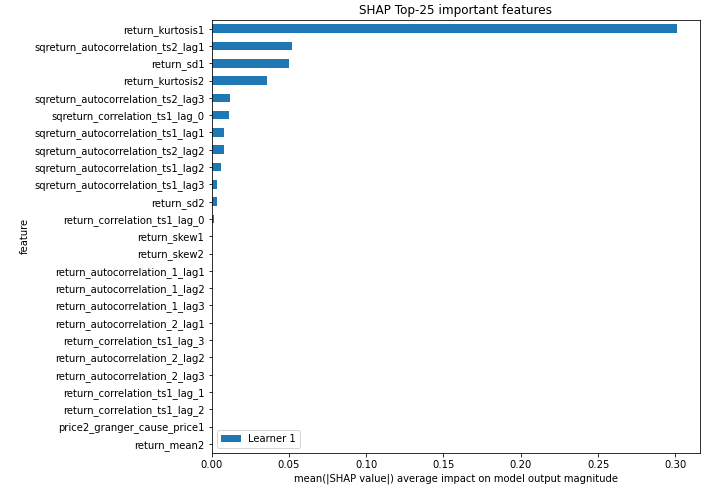 SHAP Top-25 important features
return_kurtosis1
sqreturn_autocorrelation_ts2_lag1
return_sd1
return_kurtosis2
sqreturn_autocorrelation_ts2_lag3
sqreturn_correlation_ts1_lag_0
sqreturn_autocorrelation_ts1_lag1
sqreturn_autocorrelation_ts2_lag2
sqreturn_autocorrelation_ts1_lag2
sqreturn_autocorrelation_ts1_lag3
return_sd2
return_correlation_ts1_lag_0
return_skew1
return_skew2
return_autocorrelation_1_lag1
return_autocorrelation_1_lag2
return_autocorrelation_1_lag3
return_autocorrelation_2_lag1
return_correlation_ts1_lag_3
return_autocorrelation_2_lag2
return_autocorrelation_2_lag3
return_correlation_ts1_lag_1
return_correlation_ts1_lag_2
price2_granger_cause_price1
return_mean2
feature
Learner 1
0.00 0.05 0.10 0.15 0.20 0.25 0.30
mean(|SHAP value|) average impact on model output magnitude